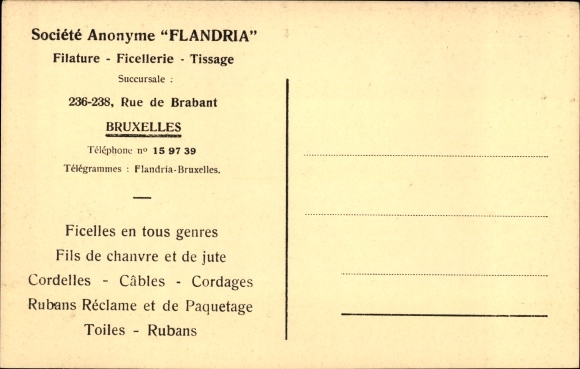 Société Anonyme “FLANDRIA”
Filature - Ficellerie - Tissage
Succursale :
236-238, Rue de Brabant
BRUXELLES
Téléphone nº 15 97 39
Télégrammes : Flandria-Bruxelles.
Ficelles en tous genres
Fils de chanvre et de jute
Cordelles - Câbles - Cordages
Rubans Réclame et de Paquetage
Toiles - Rubans